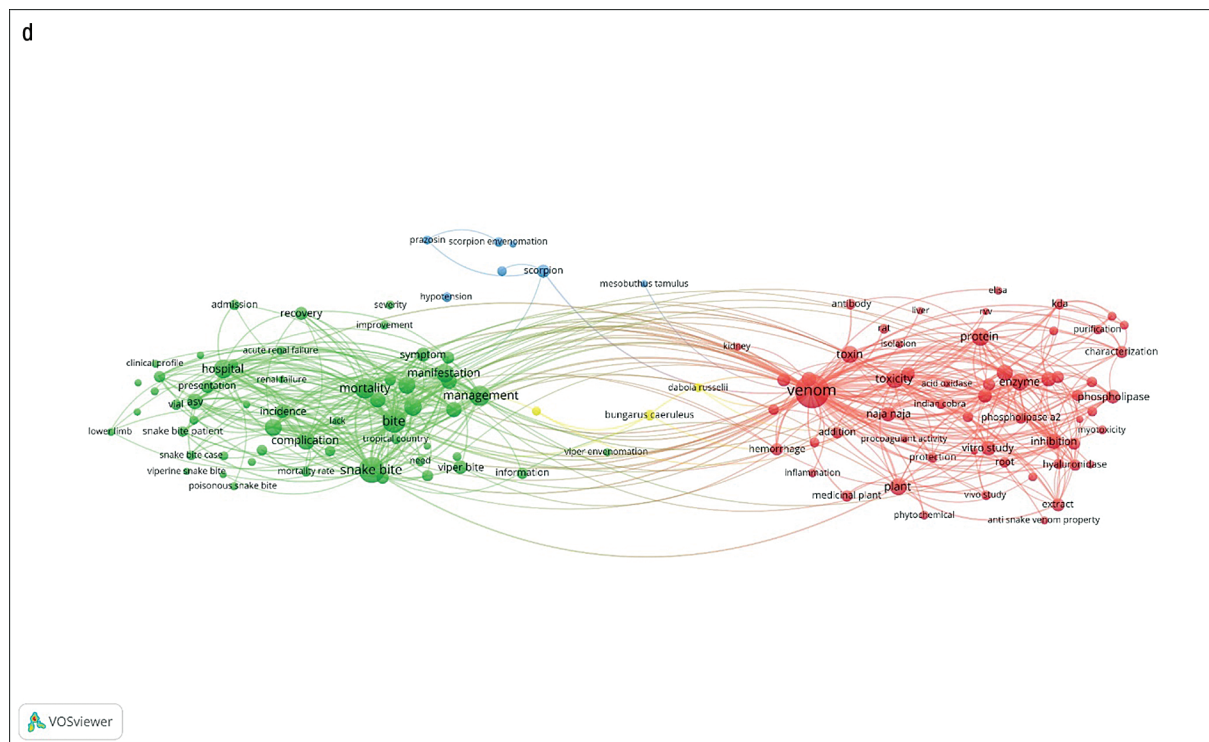 d
prazosin
scorpion envenomation
scorpion
mesobuthus tamulus
hypotension
admission
severity
recovery
improvement
elisa
antibody
liver
rvv
kda
rat
purification
isolation
protein
kidney
toxin
characterization
acute renal failure
symptom
clinical profile
hospital
manifestation
renal failure
presentation
mortality
management
toxicity
acid oxidase
enzyme
venom
daboia russelii
phospholipase
vial
asv
incidence
lack
bite
bungarus caeruleus
indian cobra
naja naja
phospholipase a2
lower limb
snake bite patient
complication
tropical country
addition
procoagulant activity
myotoxicity
inhibition
snake bite case
viper envenomation
hemorrhage
vitro study
protection
root
hyaluronidase
viperine snake bite
mortality rate
snake bite
need
viper bite
information
inflammation
poisonous snake bite
plant
medicinal plant
vivo study
extract
phytochemical
anti snake venom property
VOSviewer